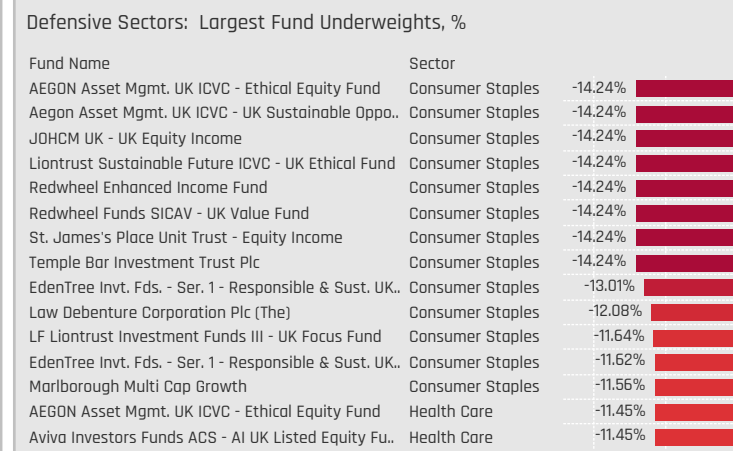 Defensive Sectors: Largest Fund Underweights, %
Fund Name Sector
AEGON Asset Mgmt. UK ICVC - Ethical Equity Fund Consumer Staples -14.24%
Aegon Asset Mgmt. UK ICVC - UK Sustainable Oppo.. Consumer Staples -14.24%
JOHCM UK - UK Equity Income Consumer Staples -14.24%
Liontrust Sustainable Future ICVC - UK Ethical Fund Consumer Staples -14.24%
Redwheel Enhanced Income Fund Consumer Staples -14.24%
Redwheel Funds SICAV - UK Value Fund Consumer Staples -14.24%
St. James's Place Unit Trust - Equity Income Consumer Staples -14.24%
Temple Bar Investment Trust Plc Consumer Staples -14.24%
EdenTree Invt. Fds. - Ser. 1 - Responsible & Sust. UK.. Consumer Staples -13.01%
Law Debenture Corporation Plc (The) Consumer Staples -12.08%
LF Liontrust Investment Funds III - UK Focus Fund Consumer Staples -11.64%
EdenTree Invt. Fds. - Ser. 1 - Responsible & Sust. UK.. Consumer Staples -11.62%
Marlborough Multi Cap Growth Consumer Staples -11.56%
AEGON Asset Mgmt. UK ICVC - Ethical Equity Fund Health Care -11.45%
Aviva Investors Funds ACS - AI UK Listed Equity Fu.. Health Care -11.45%